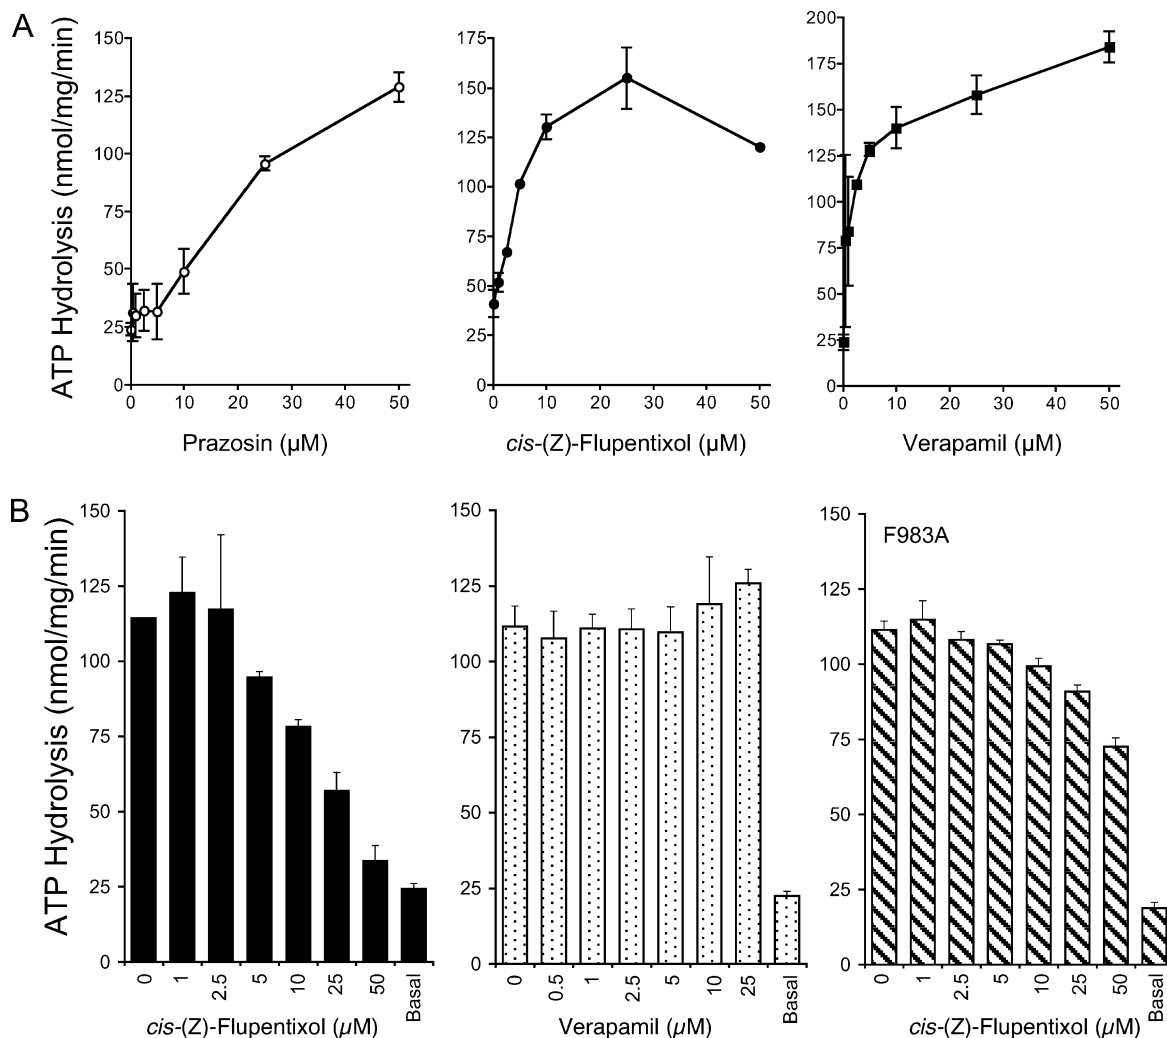 A
ATP Hydrolysis (nmol/mg/min)
150
125
100
75
50
25
0
0 10 20 30 40 50
Prazosin (µM)
175
150
125
100
75
50
25
0
0 10 20 30 40 50
cis-(Z)-Flupentixol (µM)
200
175
150
125
100
75
50
25
0
0 10 20 30 40 50
Verapamil (µM)
B
ATP Hydrolysis (nmol/mg/min)
150
125
100
75
50
25
0
0 1 2.5 5 10 25 50 Basal
cis-(Z)-Flupentixol (µM)
150
125
100
75
50
25
0
0 0.5 1 2.5 5 10 25 Basal
Verapamil (µM)
F983A
150
125
100
75
50
25
0
0 1 2.5 5 10 25 50 Basal
cis-(Z)-Flupentixol (µM)